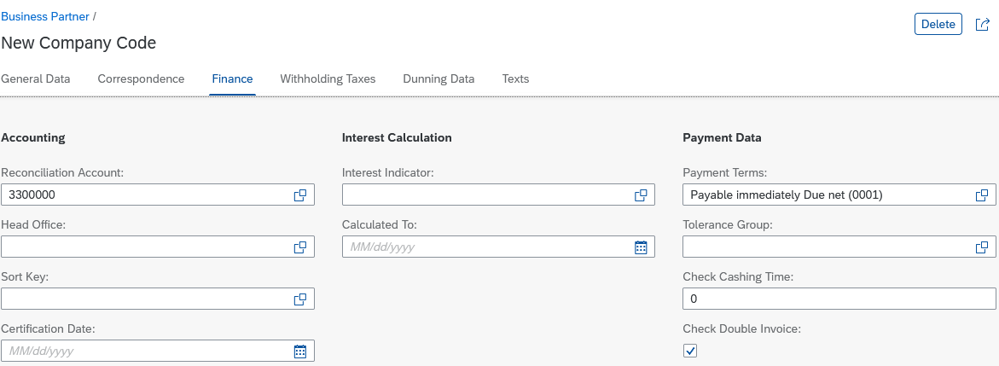 Business Partner /
New Company Code
Delete
General Data Correspondence Finance Withholding Taxes Dunning Data Texts
Accounting
Reconciliation Account:
3300000
Head Office:
Sort Key:
Certification Date:
MM/dd/yyyy
Interest Calculation
Interest Indicator:
Calculated To:
MM/dd/yyyy
Payment Data
Payment Terms:
Payable immediately Due net (0001)
Tolerance Group:
Check Cashing Time:
0
Check Double Invoice: